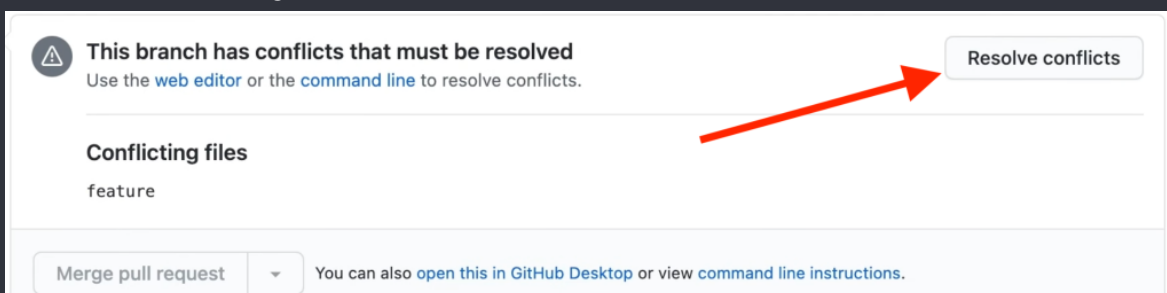 This branch has conflicts that must be resolved
Resolve conflicts
Use the web editor or the command line to resolve conflicts.
Conflicting files
feature
Merge pull request
You can also open this in GitHub Desktop or view command line instructions.